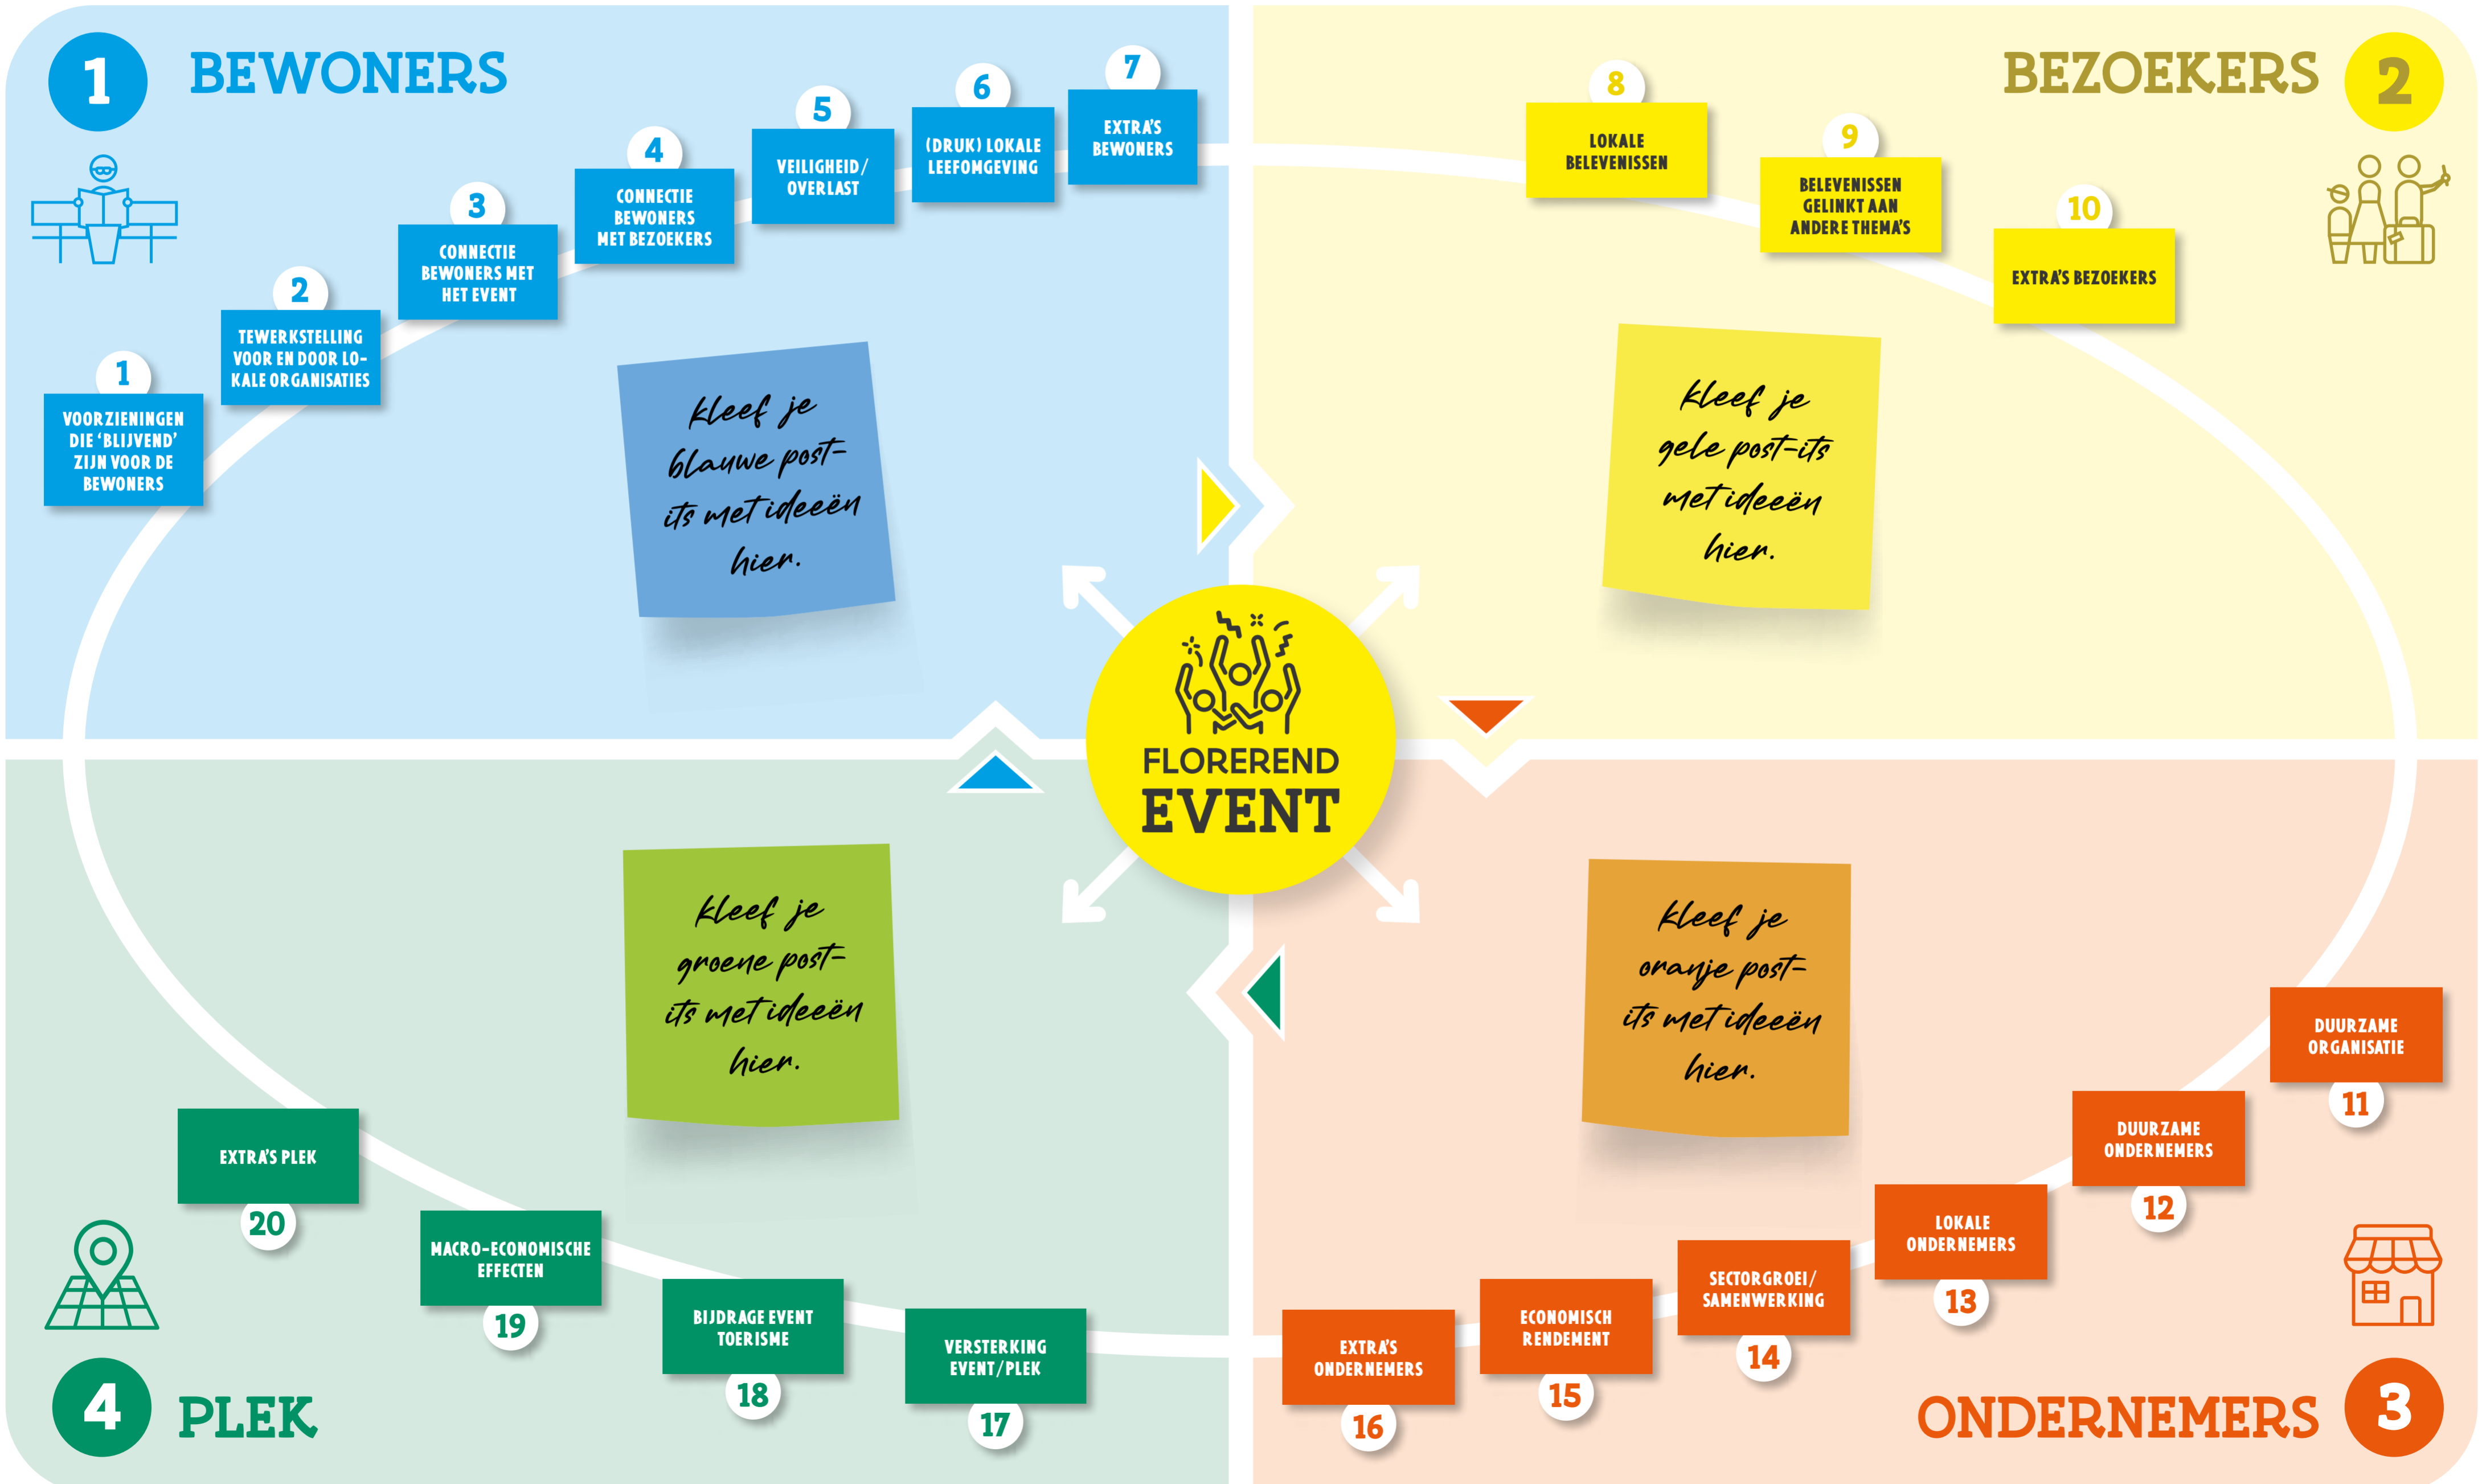 1
BEWONERS
1
VOORZIENINGEN
DIE ‘BLIJVEND’
ZIJN VOOR DE
BEWONERS
2
TEWERKSTELLING
VOOR EN DOOR LO-
KALE ORGANISATIES
3
CONNECTIE
BEWONERS MET
HET EVENT
4
CONNECTIE
BEWONERS
MET BEZOEKERS
5
VEILIGHEID/
OVERLAST
6
(DRUK) LOKALE
LEEFOMGEVING
7
EXTRA’S
BEWONERS
Kleef je
blauwe post-
its met ideeën
hier.
BEZOEKERS
2
8
LOKALE
BELEVENISSEN
9
BELEVENISSEN
GELINKT AAN
ANDERE THEMA’S
10
EXTRA’S BEZOEKERS
Kleef je
gele post-its
met ideeën
hier.
FLOREREND
EVENT
Kleef je
oranje post-
its met ideeën
hier.
DUURZAME
ORGANISATIE
11
DUURZAME
ONDERNEMERS
12
LOKALE
ONDERNEMERS
13
SECTORGROEI/
SAMENWERKING
14
ECONOMISCH
RENDEMENT
15
EXTRA’S
ONDERNEMERS
16
ONDERNEMERS
3
Kleef je
groene post-
its met ideeën
hier.
VERSTERKING
EVENT/PLEK
17
BIJDRAGE EVENT
TOERISME
18
MACRO-ECONOMISCHE
EFFECTEN
19
EXTRA’S PLEK
20
4
PLEK